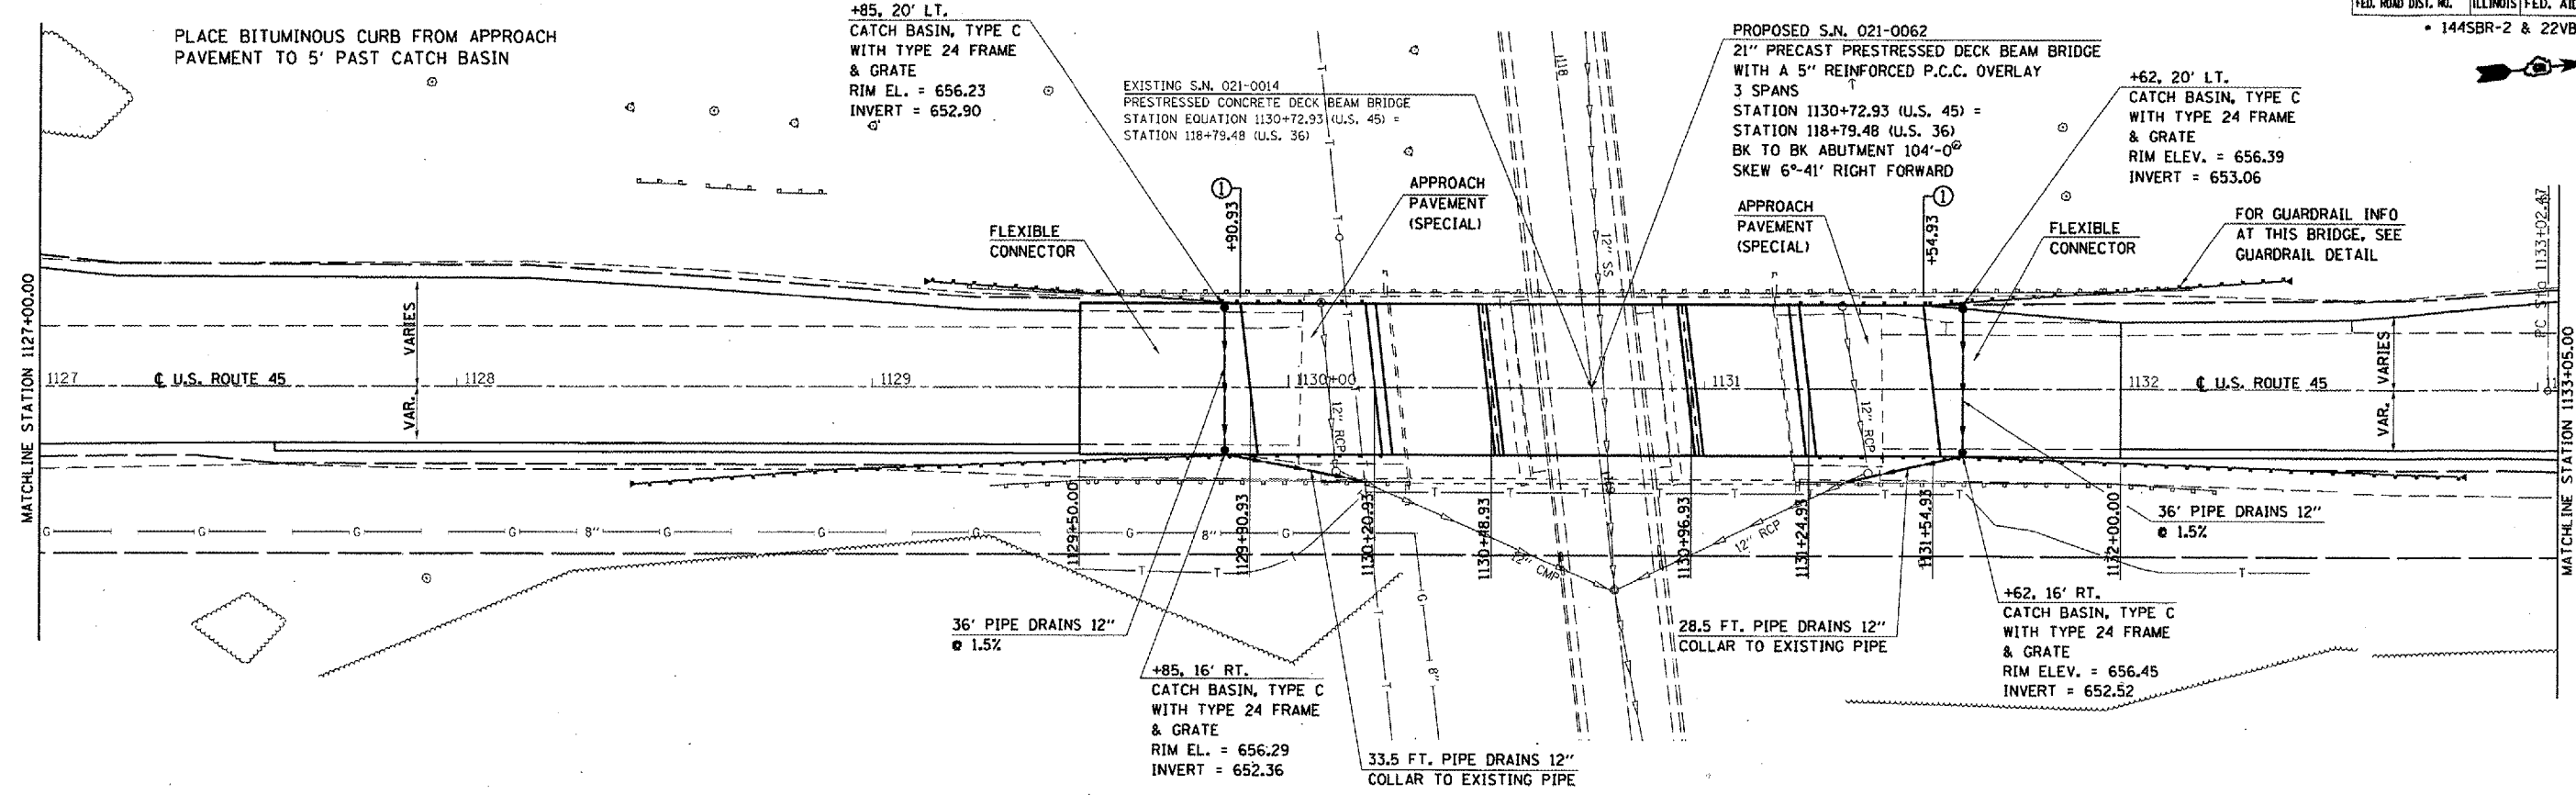 FED. ROAD DIST. NO. ILLINOIS FED. AID
• 144SBR-2 & 22VB
PLACE BITUMINOUS CURB FROM APPROACH
PAVEMENT TO 5' PAST CATCH BASIN
+85, 20' LT.
CATCH BASIN, TYPE C
WITH TYPE 24 FRAME
& GRATE
RIM EL. = 656.23
INVERT = 652.90
EXISTING S.N. 021-0014
PRESTRESSED CONCRETE DECK BEAM BRIDGE
STATION EQUATION 1130+72.93 (U.S. 45) =
STATION 118+79.48 (U.S. 36)
PROPOSED S.N. 021-0062
21" PRECAST PRESTRESSED DECK BEAM BRIDGE
WITH A 5" REINFORCED P.C.C. OVERLAY
3 SPANS
STATION 1130+72.93 (U.S. 45) =
STATION 118+79.48 (U.S. 36)
BK TO BK ABUTMENT 104'-0"
SKEW 6°-41' RIGHT FORWARD
+62, 20' LT.
CATCH BASIN, TYPE C
WITH TYPE 24 FRAME
& GRATE
RIM ELEV. = 656.39
INVERT = 653.06
FLEXIBLE
CONNECTOR
1
+90.93
APPROACH
PAVEMENT
(SPECIAL)
118
12" SS
APPROACH
PAVEMENT
(SPECIAL)
+54.93
1
FLEXIBLE
CONNECTOR
FOR GUARDRAIL INFO
AT THIS BRIDGE, SEE
GUARDRAIL DETAIL
PC STA 1133+02.47
MATCHLINE STATION 1127+00.00
VARIES
VAR.
1127
℄ U.S. ROUTE 45
1128
1129
1130+00
12" RCP
1131
12" RCP
1132
℄ U.S. ROUTE 45
VARIES
VAR.
MATCHLINE STATION 1133+05.00
G G G G 8" G G G G 8" G
T T T T T T T T
1129+50.00
1129+90.93
1130+20.93
1130+48.93
1130+96.93
1131+24.93
1131+54.93
1132+00.00
12" CMP
12" RCP
119
G
8"
36' PIPE DRAINS 12"
@ 1.5%
36' PIPE DRAINS 12"
@ 1.5%
+85, 16' RT.
CATCH BASIN, TYPE C
WITH TYPE 24 FRAME
& GRATE
RIM EL. = 656.29
INVERT = 652.36
33.5 FT. PIPE DRAINS 12"
COLLAR TO EXISTING PIPE
28.5 FT. PIPE DRAINS 12"
COLLAR TO EXISTING PIPE
+62, 16' RT.
CATCH BASIN, TYPE C
WITH TYPE 24 FRAME
& GRATE
RIM ELEV. = 656.45
INVERT = 652.52